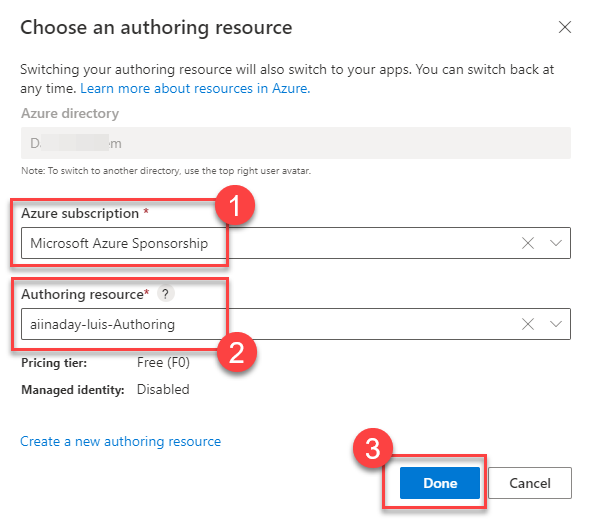 Choose an authoring resource
Switching your authoring resource will also switch to your apps. You can switch back at
any time. Learn more about resources in Azure.
Azure directory
Note: To switch to another directory, use the top right user avatar.
1
Azure subscription *
Microsoft Azure Sponsorship
Authoring resource* ?
aiinaday-luis-Authoring
2
Pricing tier: Free (F0)
Managed identity: Disabled
Create a new authoring resource
3
Done Cancel